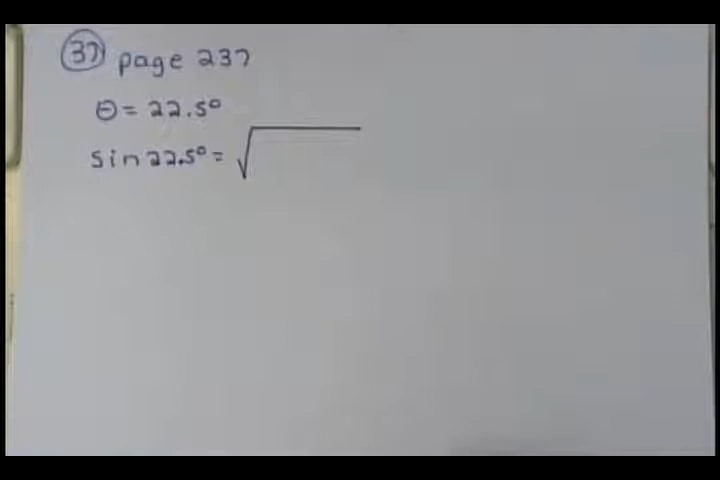 37 page 237
θ = 22.5°
sin 22.5° = √